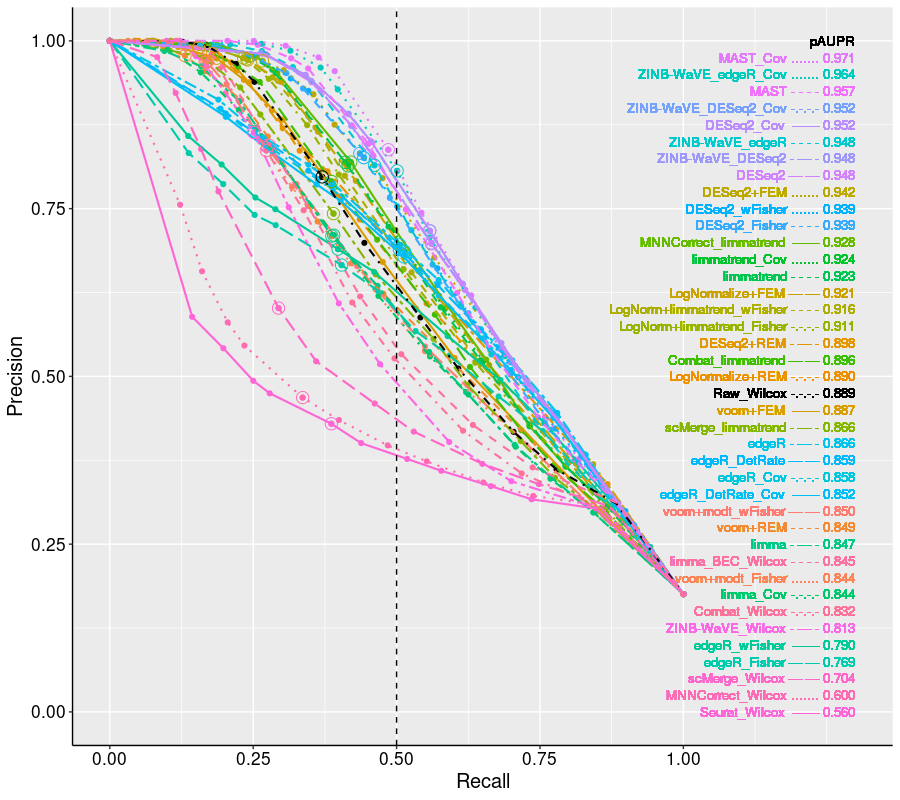 pAUPR
1.00
MAST_Cov 0.971
ZINB-WaVE_edgeR_Cov 0.964
MAST 0.957
ZINB-WaVE_DESeq2_Cov 0.952
DESeq2_Cov 0.952
ZINB-WaVE_edgeR 0.948
ZINB-WaVE_DESeq2 0.948
DESeq2 0.948
DESeq2+FEM 0.942
0.75
DESeq2_wFisher 0.939
DESeq2_Fisher 0.939
MNNCorrect_limmatrend 0.928
limmatrend_Cov 0.924
limmatrend 0.923
LogNormalize+FEM 0.921
LogNorm+limmatrend_wFisher 0.916
LogNorm+limmatrend_Fisher 0.911
DESeq2+REM 0.898
Combat_limmatrend 0.896
0.50
LogNormalize+REM 0.890
Raw_Wilcox 0.889
voom+FEM 0.887
scMerge_limmatrend 0.866
edgeR 0.866
edgeR_DetRate 0.859
edgeR_Cov 0.858
edgeR_DetRate_Cov 0.852
voom+modt_wFisher 0.850
voom+REM 0.849
0.25
limma 0.847
limma_BEC_Wilcox 0.845
voom+modt_Fisher 0.844
limma_Cov 0.844
Combat_Wilcox 0.832
ZINB-WaVE_Wilcox 0.813
edgeR_wFisher 0.790
edgeR_Fisher 0.769
scMerge_Wilcox 0.704
MNNCorrect_Wilcox 0.600
0.00
Seurat_Wilcox 0.560
Precision
0.00 0.25 0.50 0.75 1.00
Recall